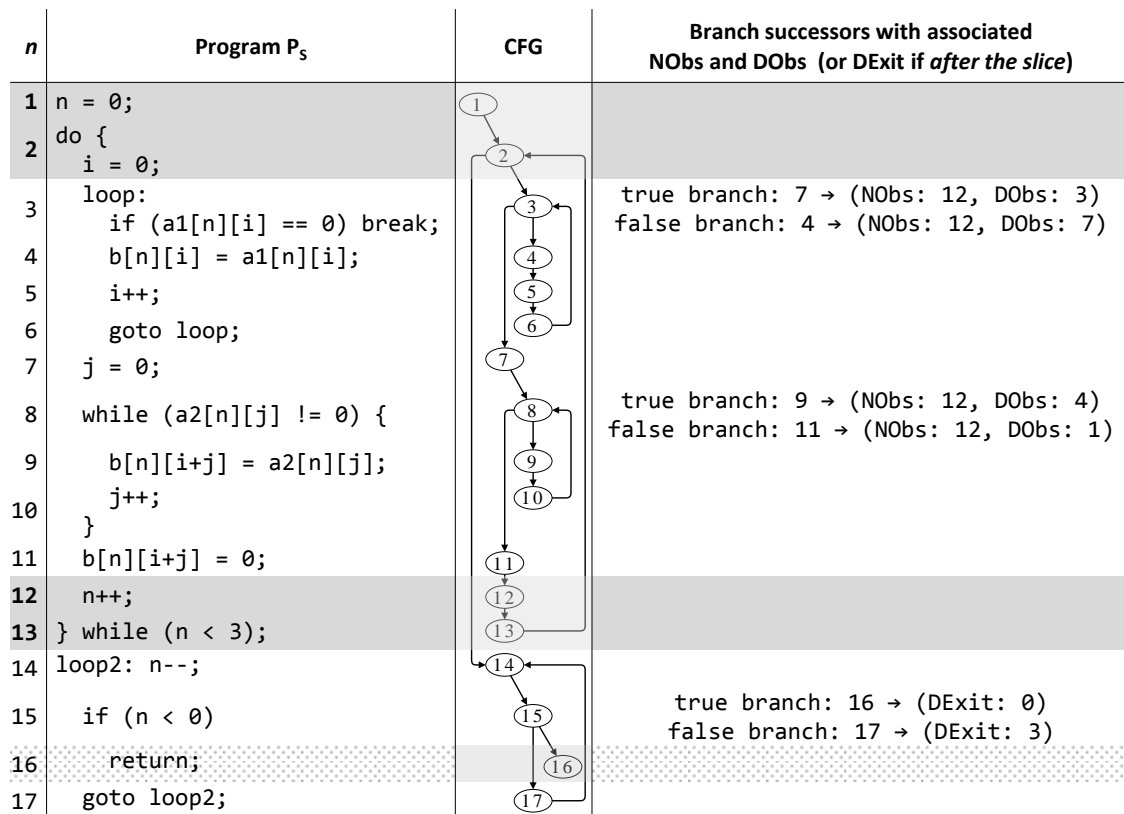 n Program PS CFG Branch successors with associated
NObs and DObs (or DExit if after the slice)
1 n = 0; 1
2 do {
i = 0; 2
3 loop: true branch: 7 → (NObs: 12, DObs: 3)
if (a1[n][i] == 0) break; 3 false branch: 4 → (NObs: 12, DObs: 7)
4 b[n][i] = a1[n][i]; 4
5 i++; 5
6 goto loop; 6
7 j = 0; 7
8 while (a2[n][j] != 0) { 8 true branch: 9 → (NObs: 12, DObs: 4)
false branch: 11 → (NObs: 12, DObs: 1)
9 b[n][i+j] = a2[n][j]; 9
10 j++; 10
}
11 b[n][i+j] = 0; 11
12 n++; 12
13 } while (n < 3); 13
14 loop2: n--; 14
15 if (n < 0) 15 true branch: 16 → (DExit: 0)
false branch: 17 → (DExit: 3)
16 return; 16
17 goto loop2; 17